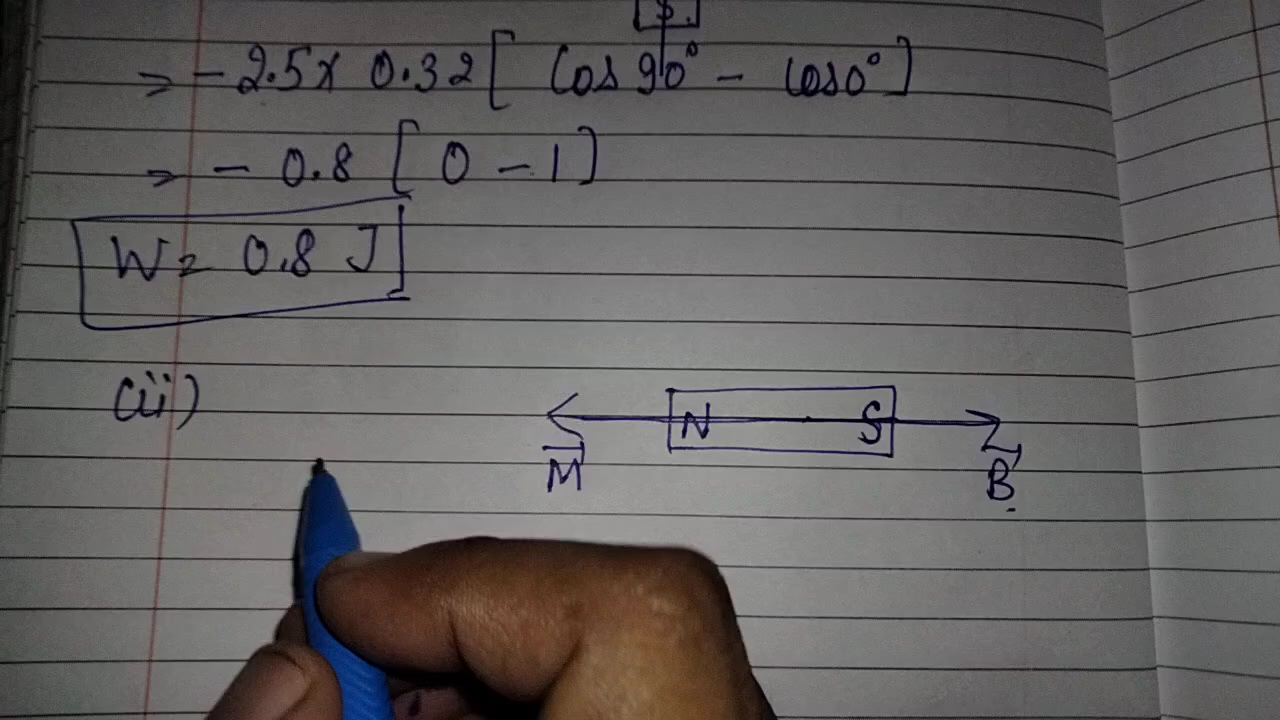 S
⇒ - 2.5 × 0.32 [ Cos 90° - Cos 0° ]
⇒ - 0.8 [ 0 - 1 ]
W = 0.8 J
(ii)
N S
M B